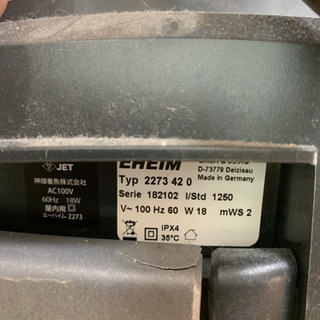 JET
神畑養魚株式会社
AC100V
60Hz 18W
屋内用
エーハイム 2273
EHEIM
GmbH & Co.KG
D-73779 Deizisau
Made in Germany
Typ 2273 42 0
Serie 182102 l/Std 1250
V~ 100 Hz 60 W 18 mWS 2
IPX4
35°C